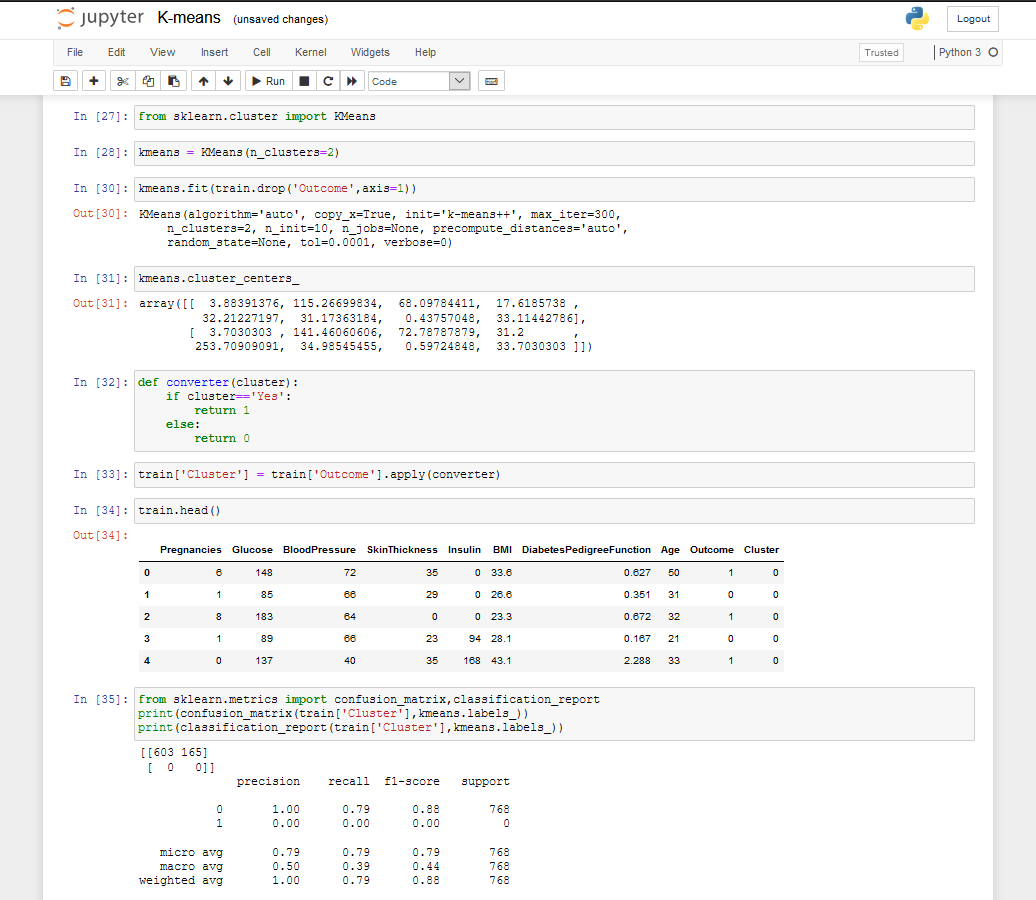 jupyter K-means (unsaved changes) Logout
File Edit View Insert Cell Kernel Widgets Help Trusted Python 3
Run Code
In [27]: from sklearn.cluster import KMeans
In [28]: kmeans = KMeans(n_clusters=2)
In [30]: kmeans.fit(train.drop('Outcome',axis=1))
Out[30]: KMeans(algorithm='auto', copy_x=True, init='k-means++', max_iter=300,
n_clusters=2, n_init=10, n_jobs=None, precompute_distances='auto',
random_state=None, tol=0.0001, verbose=0)
In [31]: kmeans.cluster_centers_
Out[31]: array([[ 3.88391376, 115.26699834, 68.09784411, 17.6185738 ,
32.21227197, 31.17363184, 0.43757048, 33.11442786],
[ 3.7030303 , 141.46060606, 72.78787879, 31.2 ,
253.70909091, 34.98545455, 0.59724848, 33.7030303 ]])
In [32]: def converter(cluster):
if cluster=='Yes':
return 1
else:
return 0
In [33]: train['Cluster'] = train['Outcome'].apply(converter)
In [34]: train.head()
Out[34]:
Pregnancies Glucose BloodPressure SkinThickness Insulin BMI DiabetesPedigreeFunction Age Outcome Cluster
0 6 148 72 35 0 33.6 0.627 50 1 0
1 1 85 66 29 0 26.6 0.351 31 0 0
2 8 183 64 0 0 23.3 0.672 32 1 0
3 1 89 66 23 94 28.1 0.167 21 0 0
4 0 137 40 35 168 43.1 2.288 33 1 0
In [35]: from sklearn.metrics import confusion_matrix,classification_report
print(confusion_matrix(train['Cluster'],kmeans.labels_))
print(classification_report(train['Cluster'],kmeans.labels_))
[[603 165]
[ 0 0]]
precision recall f1-score support
0 1.00 0.79 0.88 768
1 0.00 0.00 0.00 0
micro avg 0.79 0.79 0.79 768
macro avg 0.50 0.39 0.44 768
weighted avg 1.00 0.79 0.88 768